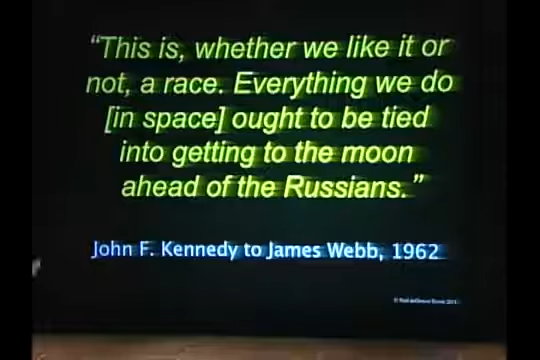 “This is, whether we like it or
not, a race. Everything we do
[in space] ought to be tied
into getting to the moon
ahead of the Russians.”
John F. Kennedy to James Webb, 1962